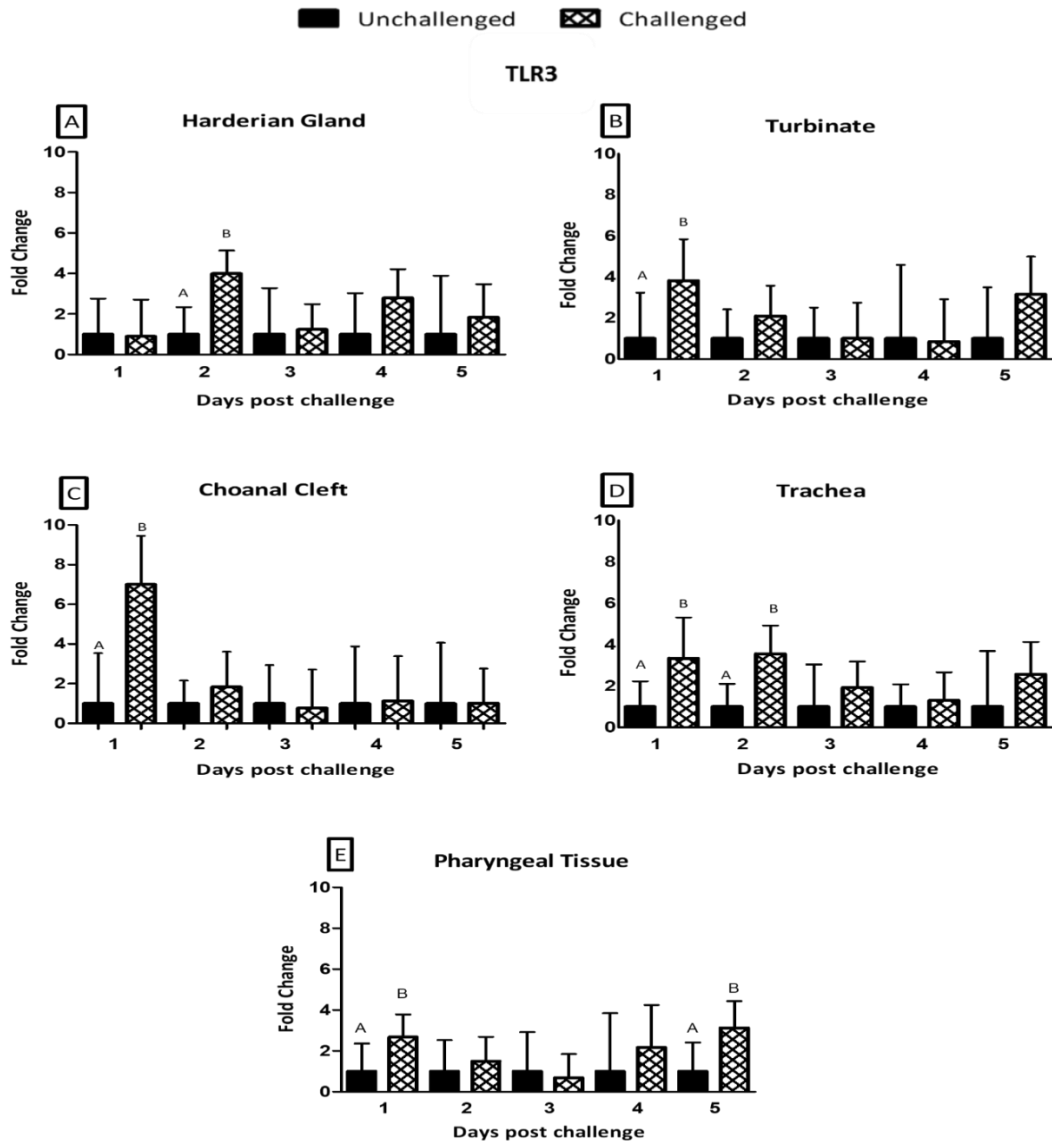 Unchallenged Challenged
TLR3
A Harderian Gland
10
8
6
4
2
0
Fold Change
A B
1 2 3 4 5
Days post challenge
B Turbinate
10
8
6
4
2
0
Fold Change
A B
1 2 3 4 5
Days post challenge
C Choanal Cleft
10
8
6
4
2
0
Fold Change
A B
1 2 3 4 5
Days post challenge
D Trachea
10
8
6
4
2
0
Fold Change
A B A B
1 2 3 4 5
Days post challenge
E Pharyngeal Tissue
10
8
6
4
2
0
Fold Change
A B A B
1 2 3 4 5
Days post challenge